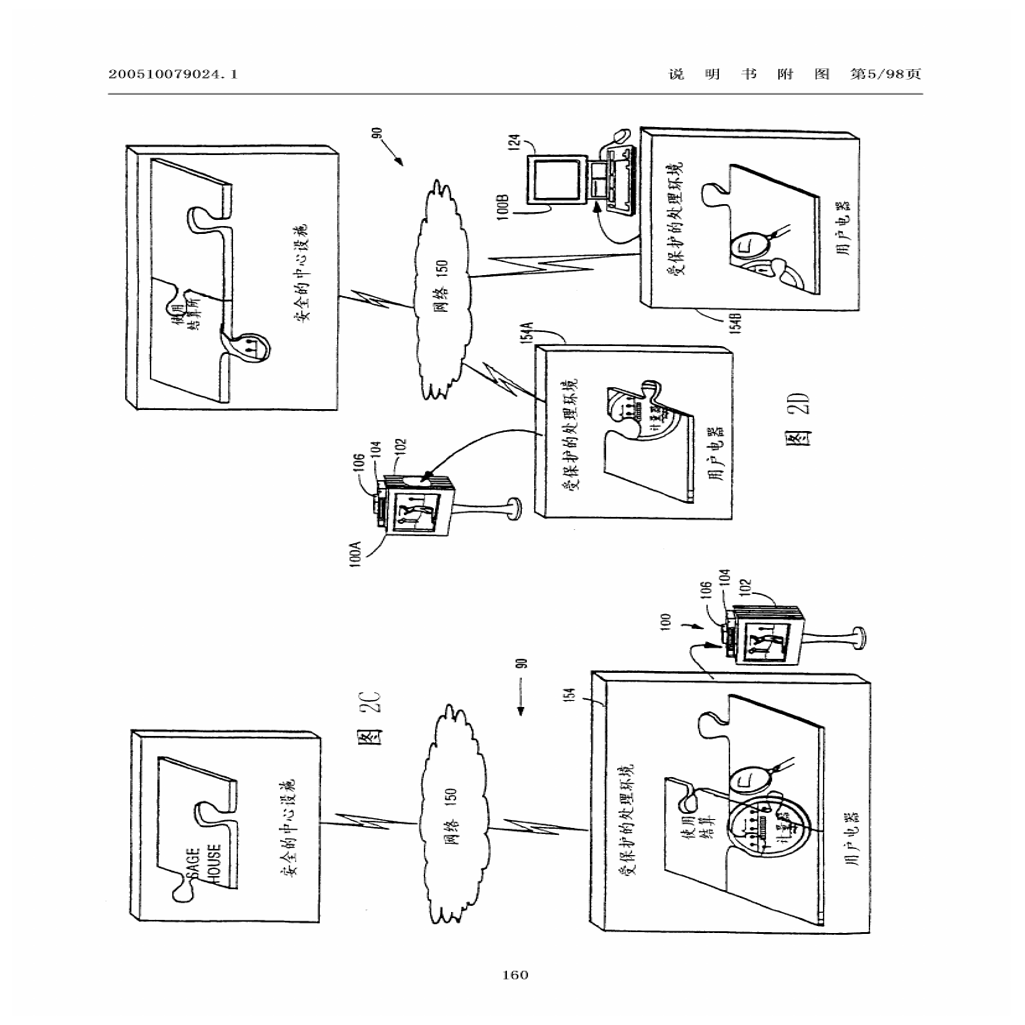 200510079024.1 说 明 书 附 图 第5/98页
90
使用
结算所
安全的中心设施
网络 150
124
100B
受保护的处理环境
用户电器
154B
154A
受保护的处理环境
计量器
用户电器
106
104
102
100A
图 2D
SAGE
HOUSE
安全的中心设施
图 2C
网络 150
90
154
受保护的处理环境
使用
结算
计量器
用户电器
100
106
104
102
160